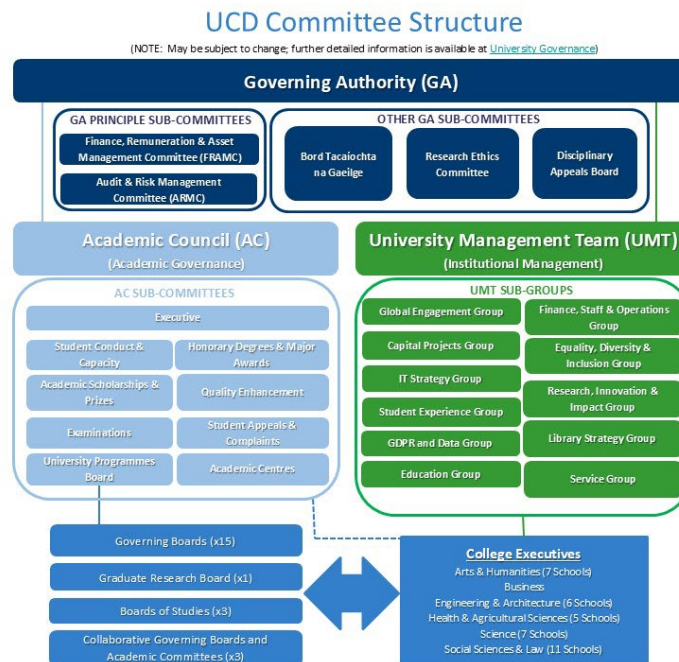 UCD Committee Structure
(NOTE: May be subject to change; further detailed information is available at University Governance)
Governing Authority (GA)
GA PRINCIPLE SUB-COMMITTEES
Finance, Remuneration & Asset
Management Committee (FRAMC)
Audit & Risk Management
Committee (ARMC)
OTHER GA SUB-COMMITTEES
Bord Tacaíochta
na Gaeilge
Research Ethics
Committee
Disciplinary
Appeals Board
Academic Council (AC)
(Academic Governance)
AC SUB-COMMITTEES
Executive
Student Conduct &
Capacity
Honorary Degrees & Major
Awards
Academic Scholarships &
Prizes
Quality Enhancement
Examinations
Student Appeals &
Complaints
University Programmes
Board
Academic Centres
University Management Team (UMT)
(Institutional Management)
UMT SUB-GROUPS
Global Engagement Group
Capital Projects Group
IT Strategy Group
Student Experience Group
GDPR and Data Group
Education Group
Finance, Staff & Operations
Group
Equality, Diversity &
Inclusion Group
Research, Innovation &
Impact Group
Library Strategy Group
Service Group
Governing Boards (x15)
Graduate Research Board (x1)
Boards of Studies (x3)
Collaborative Governing Boards and
Academic Committees (x3)
College Executives
Arts & Humanities (7 Schools)
Business
Engineering & Architecture (6 Schools)
Health & Agricultural Sciences (5 Schools)
Science (7 Schools)
Social Sciences & Law (11 Schools)